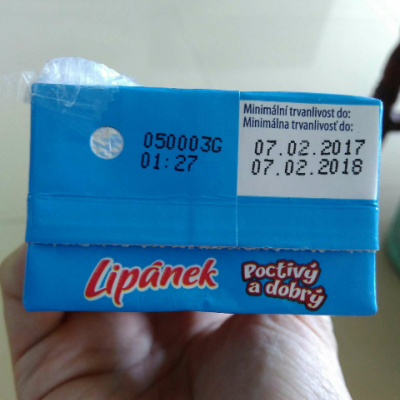 Minimální trvanlivost do:
Minimálna trvanlivosť do:
050003G
01:27
07.02.2017
07.02.2018
Lipánek
Poctivý
a dobrý